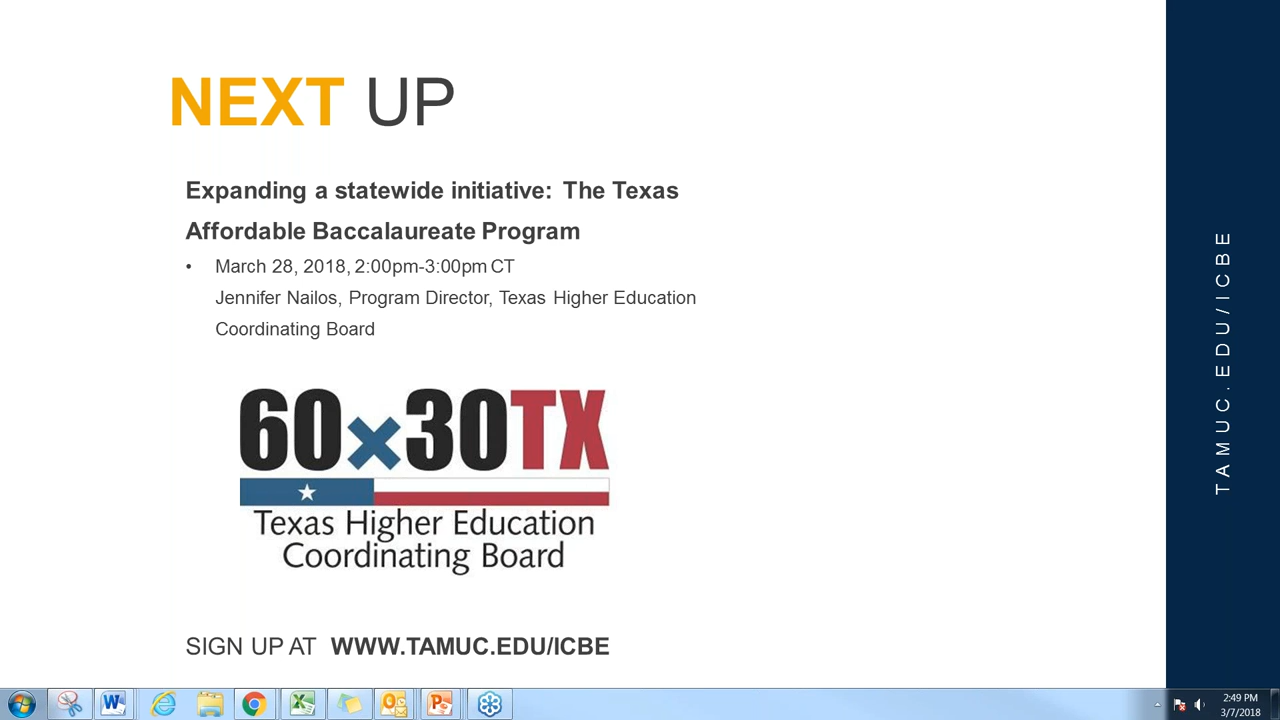 NEXT UP
Expanding a statewide initiative: The Texas
Affordable Baccalaureate Program
• March 28, 2018, 2:00pm-3:00pm CT
Jennifer Nailos, Program Director, Texas Higher Education
Coordinating Board
60x30TX
Texas Higher Education
Coordinating Board
SIGN UP AT WWW.TAMUC.EDU/ICBE
TAMUC.EDU/ICBE
2:49 PM
3/7/2018